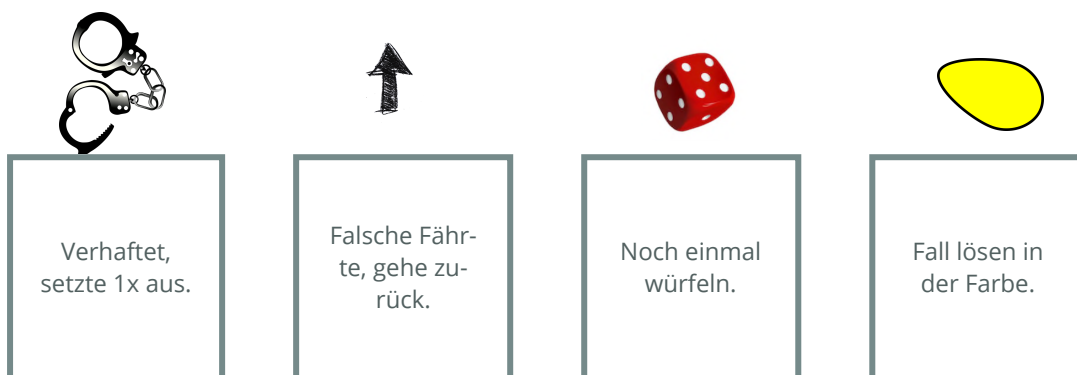 Verhaftet,
setzte 1x aus.
Falsche Fähr-
te, gehe zu-
rück.
Noch einmal
würfeln.
Fall lösen in
der Farbe.